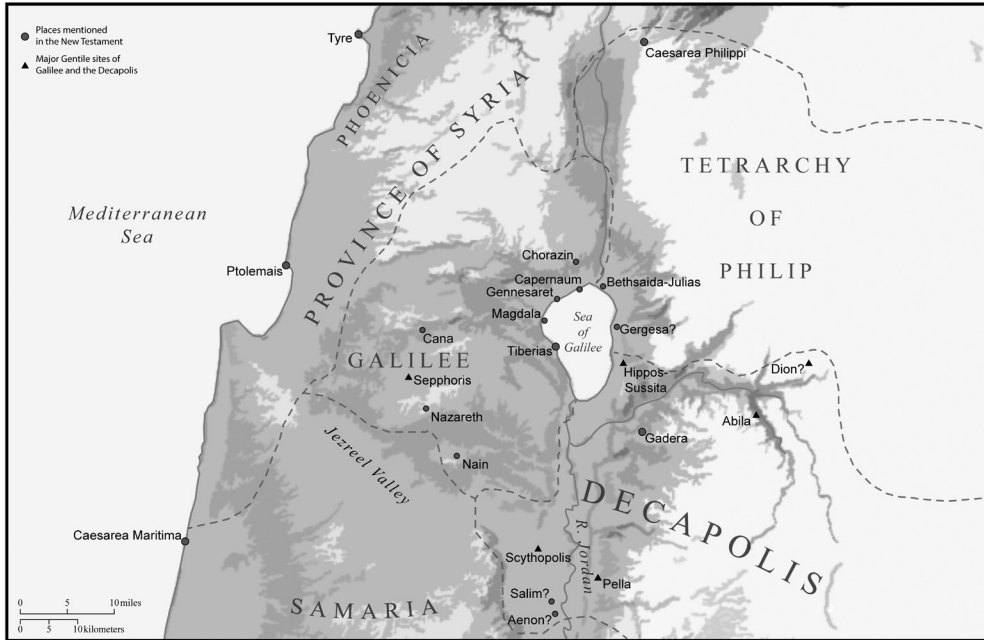 Places mentioned
in the New Testament
Major Gentile sites of
Galilee and the Decapolis
Tyre
PHOENICIA
Caesarea Philippi
PROVINCE OF SYRIA
TETRARCHY
OF
PHILIP
Mediterranean
Sea
Ptolemais
Chorazin
Capernaum
Bethsaida-Julias
Gennesaret
Magdala
Sea
of
Galilee
Gergesa?
Cana
Tiberias
GALILEE
Hippos-
Sussita
Dion?
Sepphoris
Nazareth
Abila
Gadera
Jezreel Valley
Nain
DECAPOLIS
Caesarea Maritima
R. Jordan
Scythopolis
Pella
Salim?
Aenon?
SAMARIA
0 5 10 miles
0 5 10 kilometers